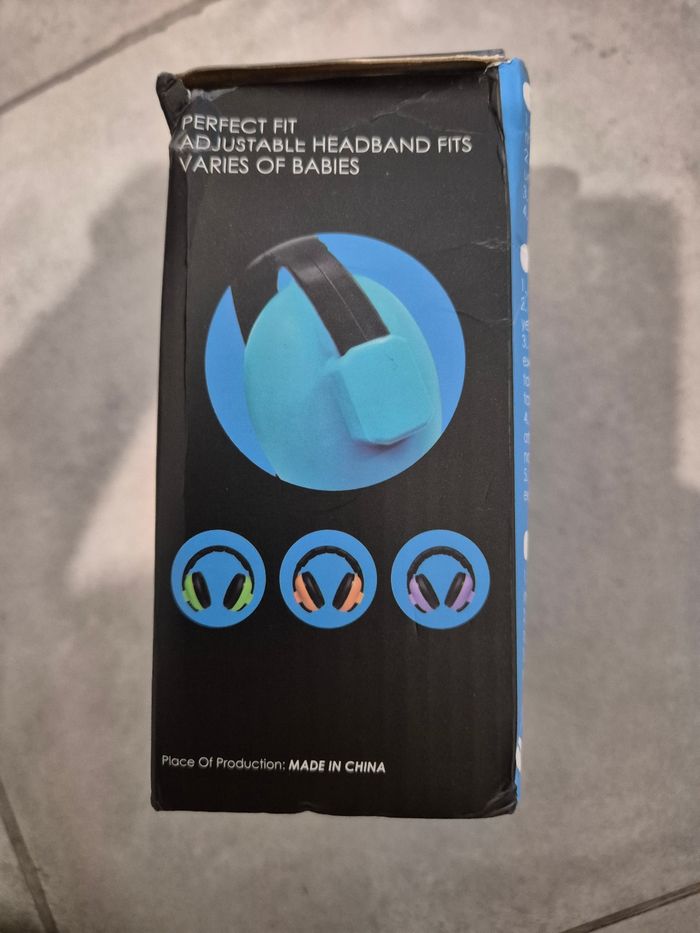 PERFECT FIT
ADJUSTABLE HEADBAND FITS
VARIES OF BABIES
Place Of Production: MADE IN CHINA